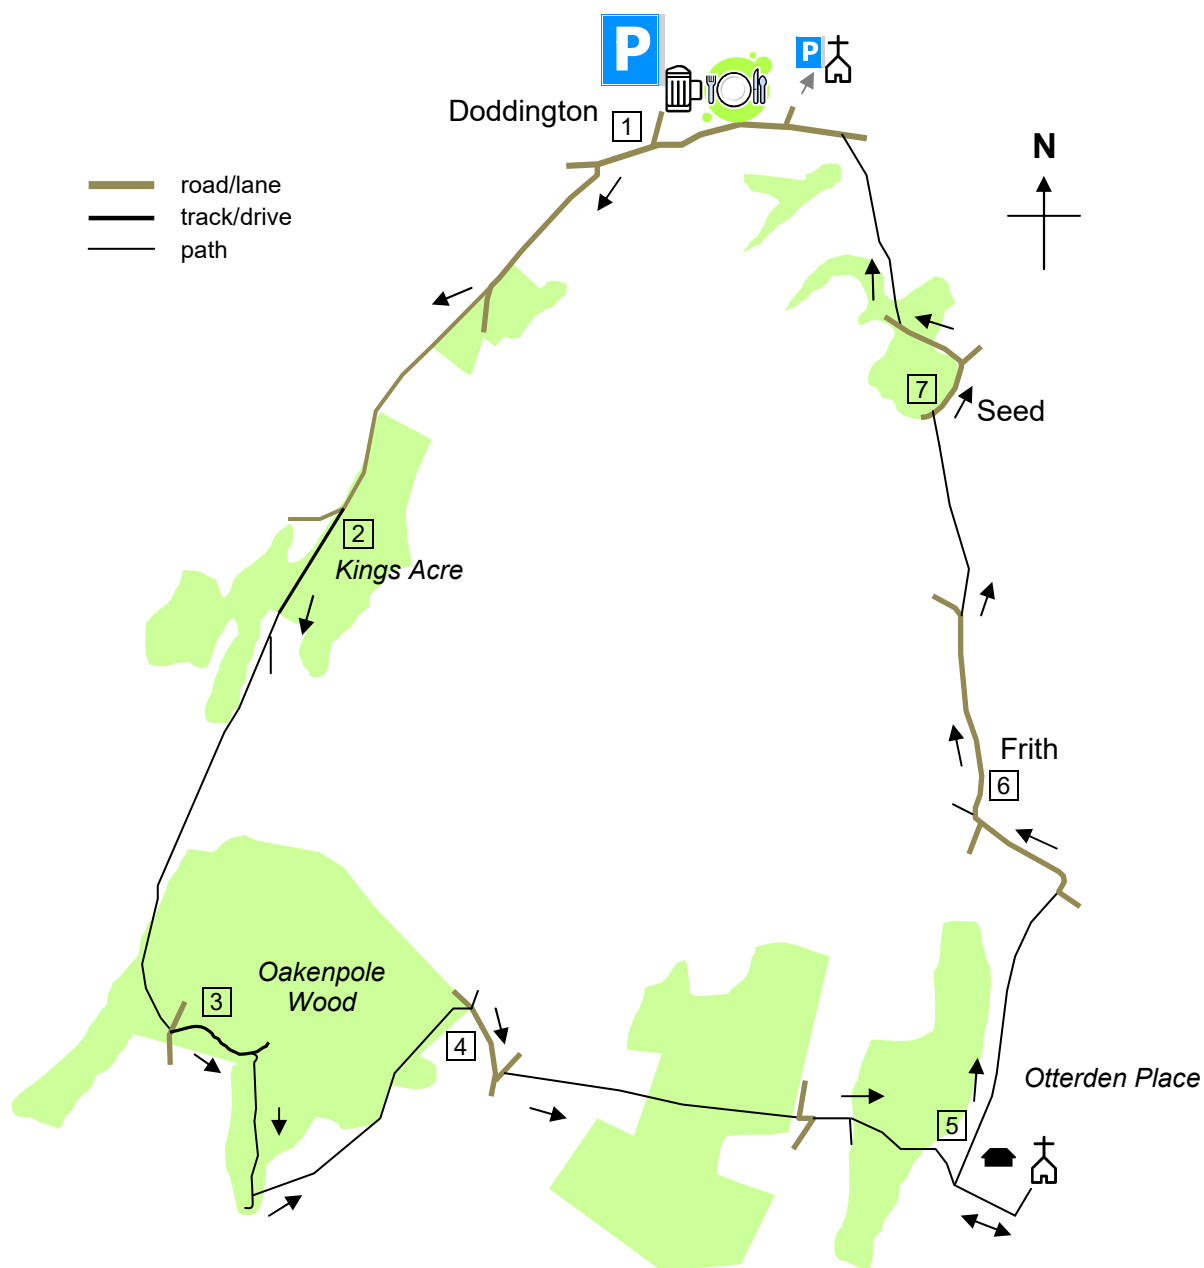 P
P
Doddington
1
N
road/lane
track/drive
path
7
Seed
2
Kings Acre
Frith
6
Oakenpole
Wood
3
4
Otterden Place
5